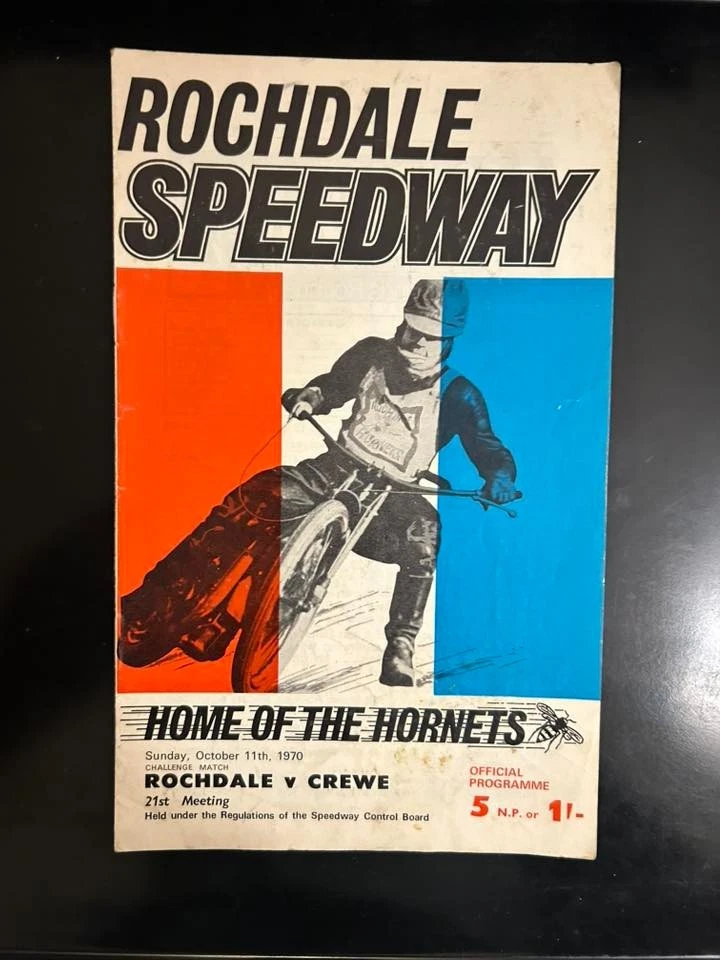 ROCHDALE
SPEEDWAY
HORNETS
HOME OF THE HORNETS
Sunday, October 11th, 1970
CHALLENGE MATCH
ROCHDALE v CREWE
21st Meeting
Held under the Regulations of the Speedway Control Board
OFFICIAL
PROGRAMME
5 N.P. or 1/-